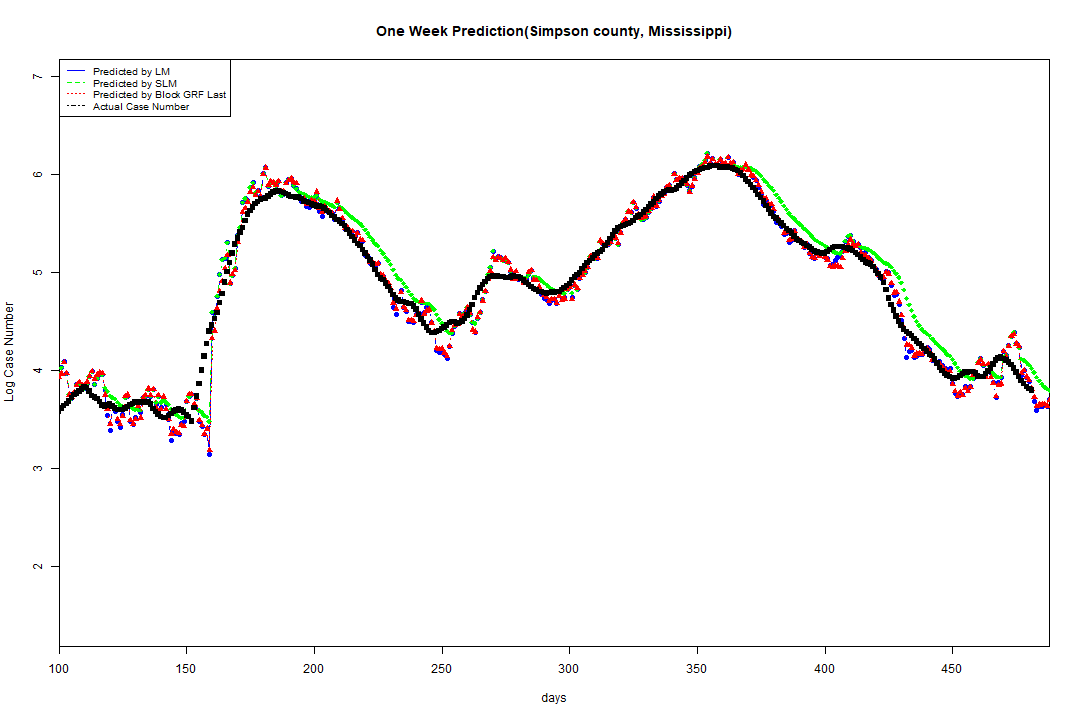 One Week Prediction(Simpson county, Mississippi)
Predicted by LM
Predicted by SLM
Predicted by Block GRF Last
Actual Case Number
7
6
5
4
3
2
Log Case Number
100 150 200 250 300 350 400 450
days